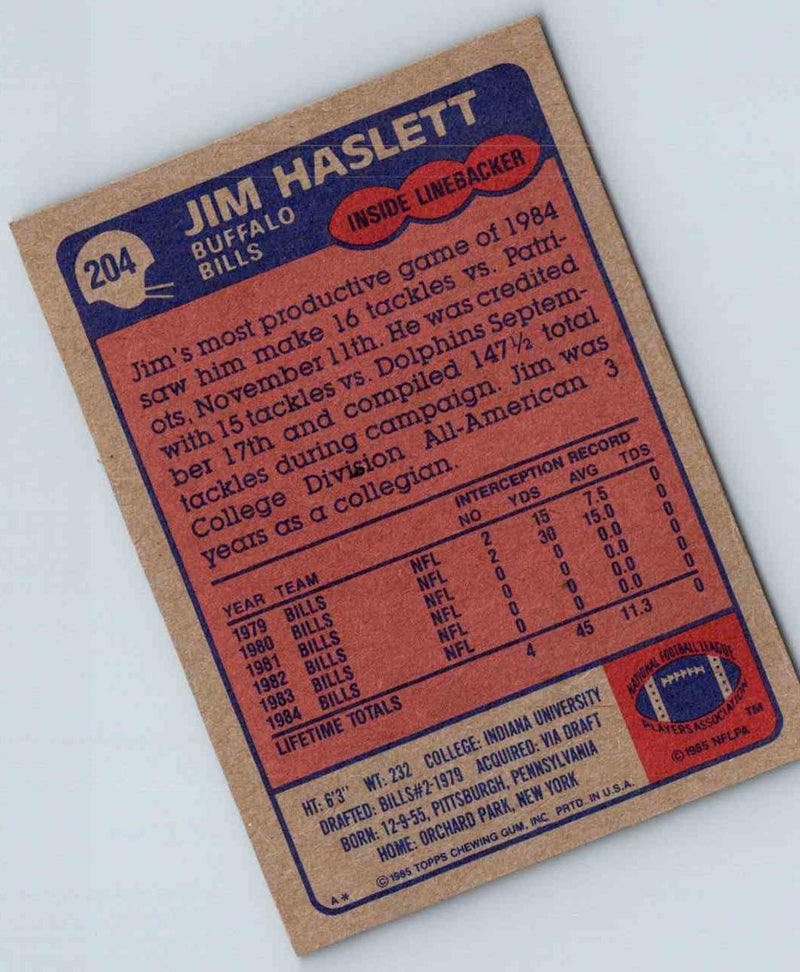 204
JIM HASLETT
BUFFALO
BILLS
INSIDE LINEBACKER
Jim's most productive game of 1984
saw him make 16 tackles vs. Patri-
ots, November 11th. He was credited
with 15 tackles vs. Dolphins Septem-
ber 17th and compiled 147½ total
tackles during campaign. Jim was
College Division All-American 3
years as a collegian.
INTERCEPTION RECORD
YEAR TEAM NO YDS AVG TDS
1979 BILLS NFL 2 15 7.5 0
1980 BILLS NFL 2 30 15.0 0
1981 BILLS NFL 0 0 0.0 0
1982 BILLS NFL 0 0 0.0 0
1983 BILLS NFL 0 0 0.0 0
1984 BILLS NFL 0 0 0.0 0
LIFETIME TOTALS 4 45 11.3 0
HT: 6'3" WT: 232 COLLEGE: INDIANA UNIVERSITY
DRAFTED: BILLS#2-1979 ACQUIRED: VIA DRAFT
BORN: 12-9-55, PITTSBURGH, PENNSYLVANIA
HOME: ORCHARD PARK, NEW YORK
NATIONAL FOOTBALL LEAGUE
PLAYERS ASSOCIATION
TM
©1985 NFLPA
A* ©1985 TOPPS CHEWING GUM, INC. PRTD. IN U.S.A.